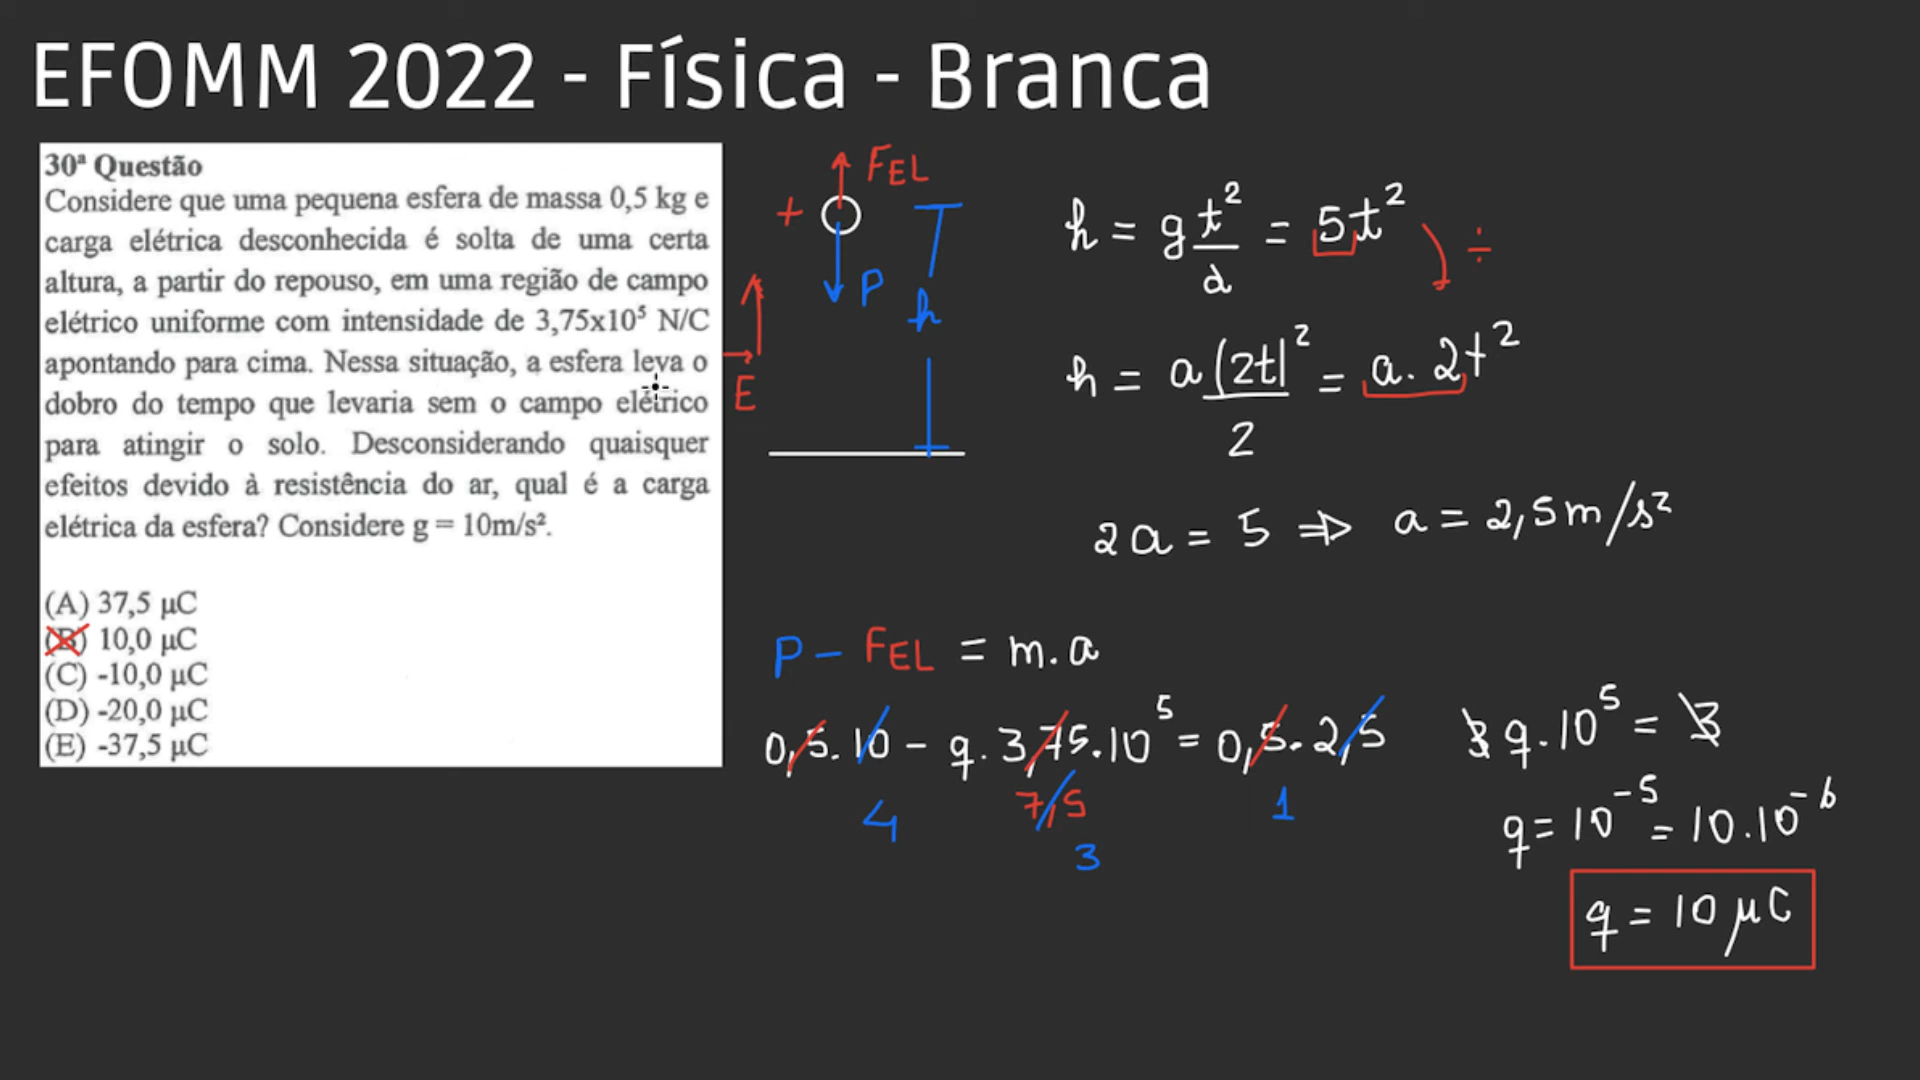 EFOMM 2022 - Física - Branca
30ª Questão
Considere que uma pequena esfera de massa 0,5 kg e
carga elétrica desconhecida é solta de uma certa
altura, a partir do repouso, em uma região de campo
elétrico uniforme com intensidade de 3,75x10⁵ N/C
apontando para cima. Nessa situação, a esfera leva o
dobro do tempo que levaria sem o campo elétrico
para atingir o solo. Desconsiderando quaisquer
efeitos devido à resistência do ar, qual é a carga
elétrica da esfera? Considere g = 10m/s².
(A) 37,5 µC
(B) 10,0 µC
(C) -10,0 µC
(D) -20,0 µC
(E) -37,5 µC
FEL
+
P
h
E
h = g t²/2 = 5t²
÷
h = a(2t)²/2 = a. 2t²
2a = 5 ⇒ a = 2,5 m/s²
P - FEL = m.a
0,5.10 - q.3,75.10⁵ = 0,5.2,5
4 7,5 1
3
3q.10⁵ = 3
q = 10⁻⁵ = 10.10⁻⁶
q = 10 µC